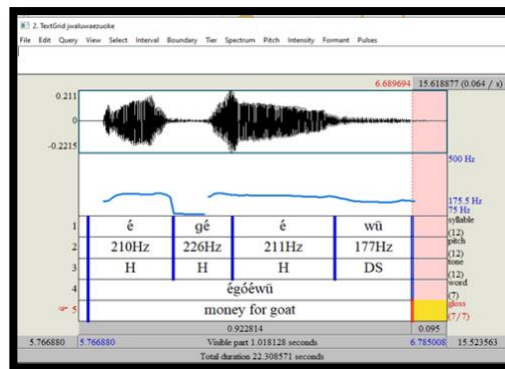 2. TextGrid jwaluwaezuoke
File Edit Query View Select Interval Boundary Tier Spectrum Pitch Intensity Formant Pulses
6.689694 15.618877 (0.064 / s)
0.211
0
-0.2215
500 Hz
175.5 Hz
75 Hz
1 é gé é wü syllable (12)
2 210Hz 226Hz 211Hz 177Hz pitch (12)
3 H H H DS tone (12)
4 égóéwü word (7)
5 money for goat gloss (7/7)
0.922814 0.095
5.766880 5.766880 Visible part 1.018128 seconds 6.785008 15.523563
Total duration 22.308571 seconds